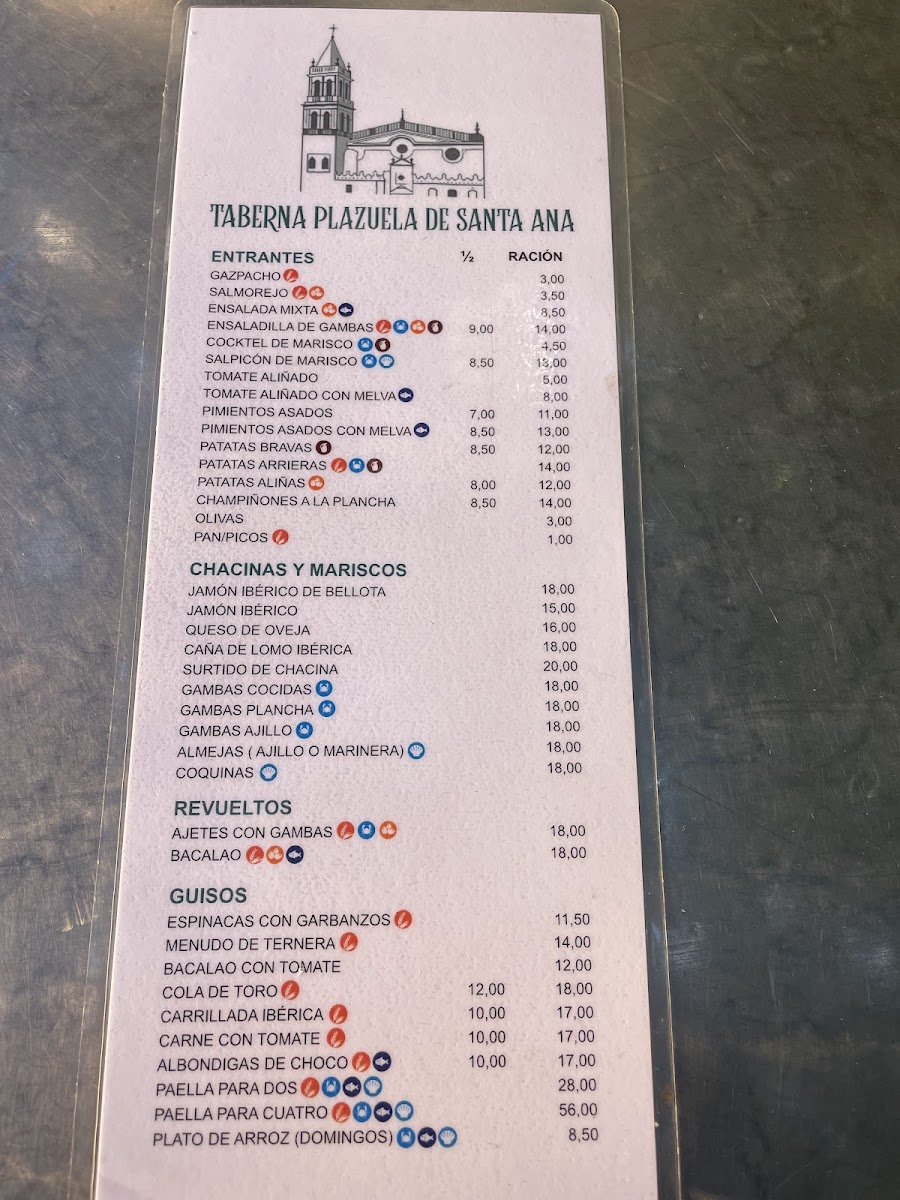 TABERNA PLAZUELA DE SANTA ANA
ENTRANTES ½ RACIÓN
GAZPACHO 3,00
SALMOREJO 3,50
ENSALADA MIXTA 8,50
ENSALADILLA DE GAMBAS 9,00 14,00
COCKTEL DE MARISCO 4,50
SALPICÓN DE MARISCO 8,50 13,00
TOMATE ALIÑADO 5,00
TOMATE ALIÑADO CON MELVA 8,00
PIMIENTOS ASADOS 7,00 11,00
PIMIENTOS ASADOS CON MELVA 8,50 13,00
PATATAS BRAVAS 8,50 12,00
PATATAS ARRIERAS 14,00
PATATAS ALIÑAS 8,00 12,00
CHAMPIÑONES A LA PLANCHA 8,50 14,00
OLIVAS 3,00
PAN/PICOS 1,00
CHACINAS Y MARISCOS
JAMÓN IBÉRICO DE BELLOTA 18,00
JAMÓN IBÉRICO 15,00
QUESO DE OVEJA 16,00
CAÑA DE LOMO IBÉRICA 18,00
SURTIDO DE CHACINA 20,00
GAMBAS COCIDAS 18,00
GAMBAS PLANCHA 18,00
GAMBAS AJILLO 18,00
ALMEJAS ( AJILLO O MARINERA) 18,00
COQUINAS 18,00
REVUELTOS
AJETES CON GAMBAS 18,00
BACALAO 18,00
GUISOS
ESPINACAS CON GARBANZOS 11,50
MENUDO DE TERNERA 14,00
BACALAO CON TOMATE 12,00
COLA DE TORO 12,00 18,00
CARRILLADA IBÉRICA 10,00 17,00
CARNE CON TOMATE 10,00 17,00
ALBONDIGAS DE CHOCO 10,00 17,00
PAELLA PARA DOS 28,00
PAELLA PARA CUATRO 56,00
PLATO DE ARROZ (DOMINGOS) 8,50